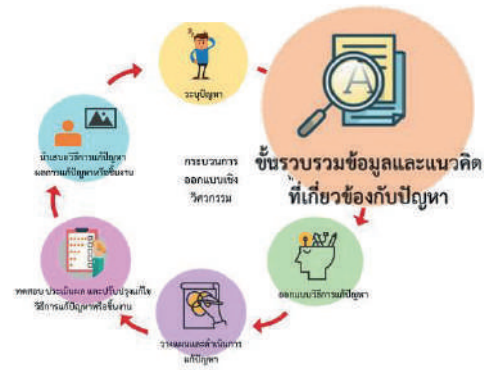 ระบุปัญหา
A
ขั้นรวบรวมข้อมูลและแนวคิด
ที่เกี่ยวข้องกับปัญหา
นำเสนอวิธีการแก้ปัญหา
ผลการแก้ปัญหาหรือชิ้นงาน
กระบวนการ
ออกแบบเชิง
วิศวกรรม
ออกแบบวิธีการแก้ปัญหา
ทดสอบ ประเมินผล และปรับปรุงแก้ไข
วิธีการแก้ปัญหาหรือชิ้นงาน
วางแผนและดำเนินการ
แก้ปัญหา